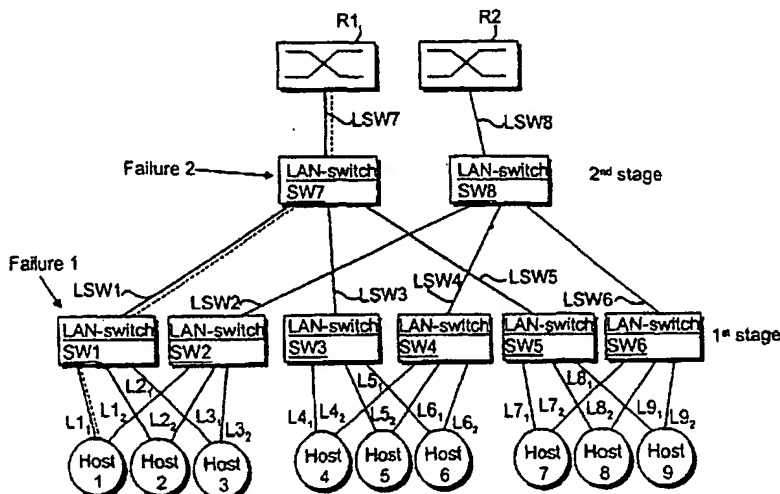 R1
R2
LSW7
LSW8
Failure 2
LAN-switch
SW7
LAN-switch
SW8
2nd stage
Failure 1
LSW1
LSW2
LSW3
LSW4
LSW5
LSW6
LAN-switch
SW1
LAN-switch
SW2
LAN-switch
SW3
LAN-switch
SW4
LAN-switch
SW5
LAN-switch
SW6
1st stage
L1₁
L1₂
L2₁
L2₂
L3₁
L3₂
L4₁
L4₂
L5₁
L5₂
L6₁
L6₂
L7₁
L7₂
L8₁
L8₂
L9₁
L9₂
Host
1
Host
2
Host
3
Host
4
Host
5
Host
6
Host
7
Host
8
Host
9